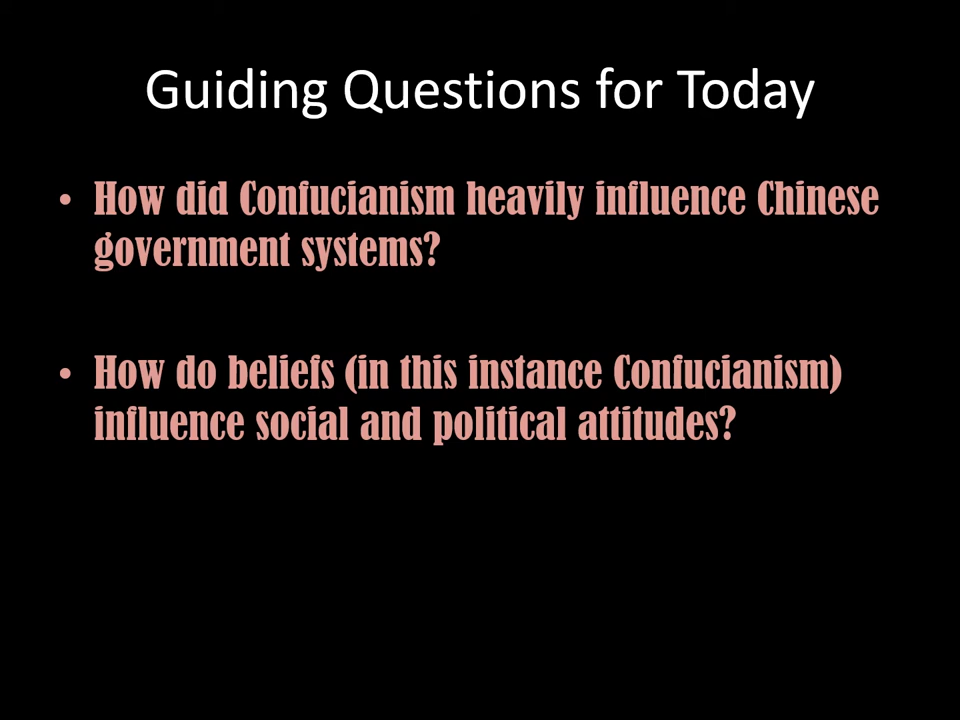 Guiding Questions for Today
• How did Confucianism heavily influence Chinese
government systems?
• How do beliefs (in this instance Confucianism)
influence social and political attitudes?